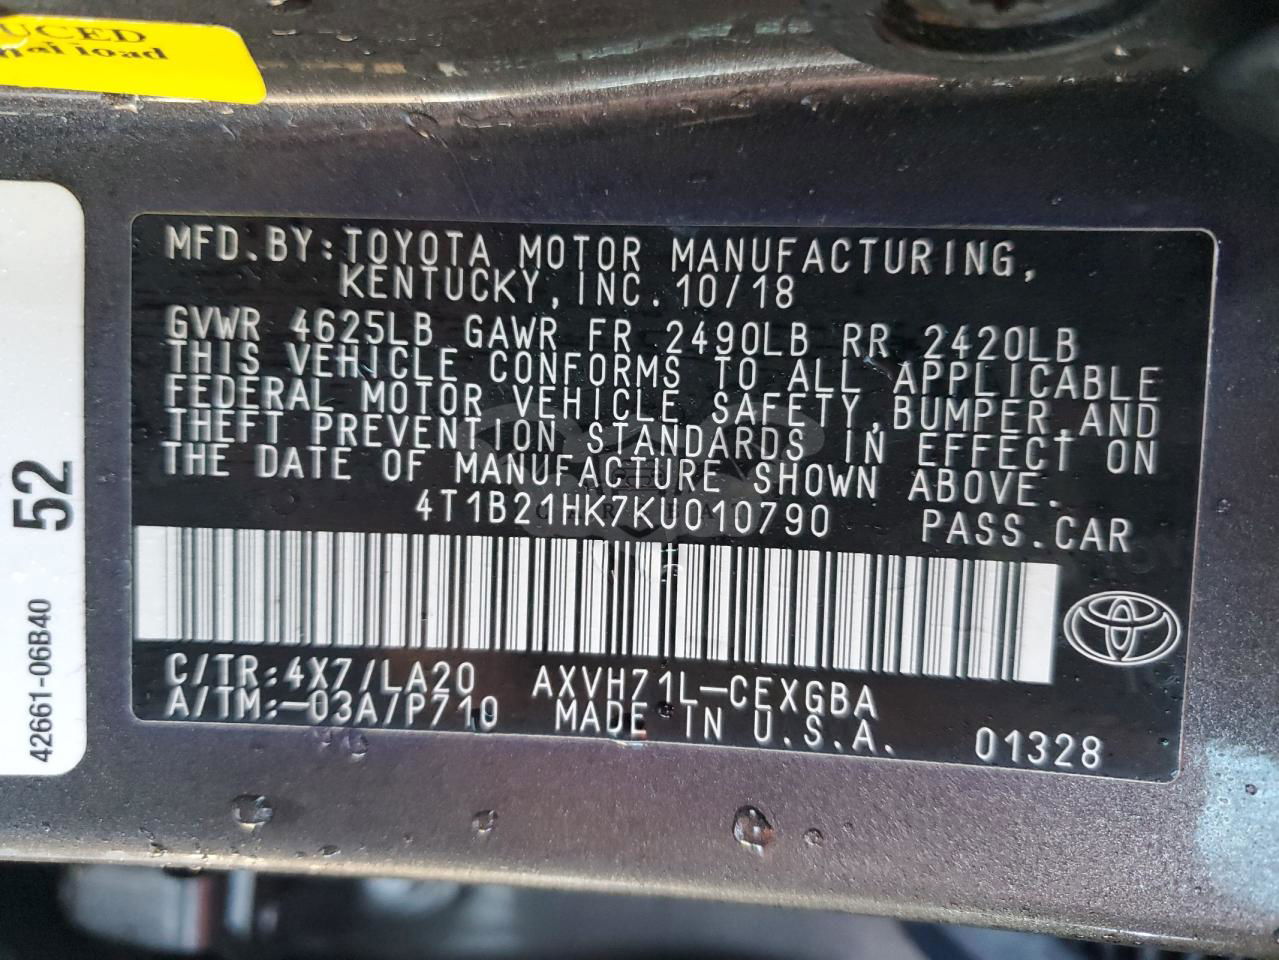 UCED
nal load
52
42661-06B40
MFD.BY:TOYOTA MOTOR MANUFACTURING,
KENTUCKY,INC.10/18
GVWR 4625LB GAWR FR 2490LB RR 2420LB
THIS VEHICLE CONFORMS TO ALL APPLICABLE
FEDERAL MOTOR VEHICLE SAFETY,BUMPER,AND
THEFT PREVENTION STANDARDS IN EFFECT ON
THE DATE OF MANUFACTURE SHOWN ABOVE.
4T1B21HK7KU010790 PASS.CAR
C/TR:4X7/LA20 AXVH71L-CEXGBA
A/TM:-03A/P710 MADE IN U.S.A. 01328